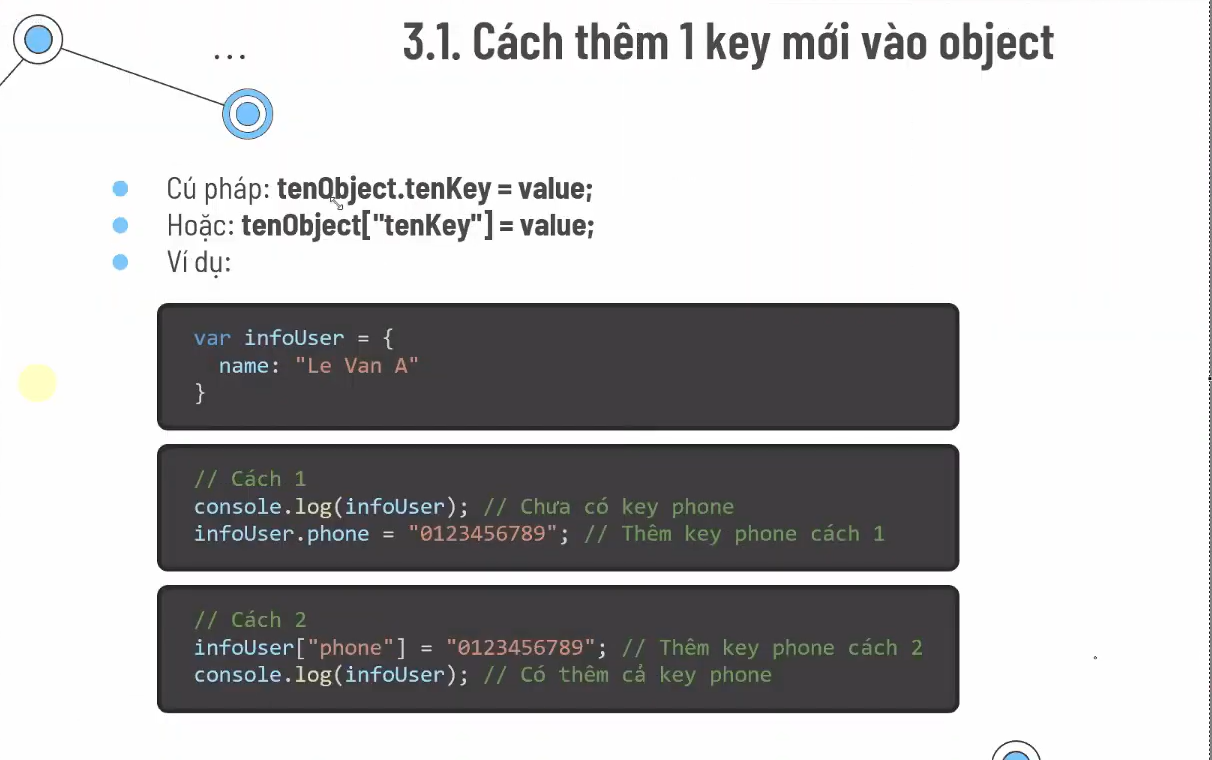 ...
3.1. Cách thêm 1 key mới vào object
Cú pháp: tenObject.tenKey = value;
Hoặc: tenObject["tenKey"] = value;
Ví dụ:
var infoUser = {
  name: "Le Van A"
}
// Cách 1
console.log(infoUser); // Chưa có key phone
infoUser.phone = "0123456789"; // Thêm key phone cách 1
// Cách 2
infoUser["phone"] = "0123456789"; // Thêm key phone cách 2
console.log(infoUser); // Có thêm cả key phone